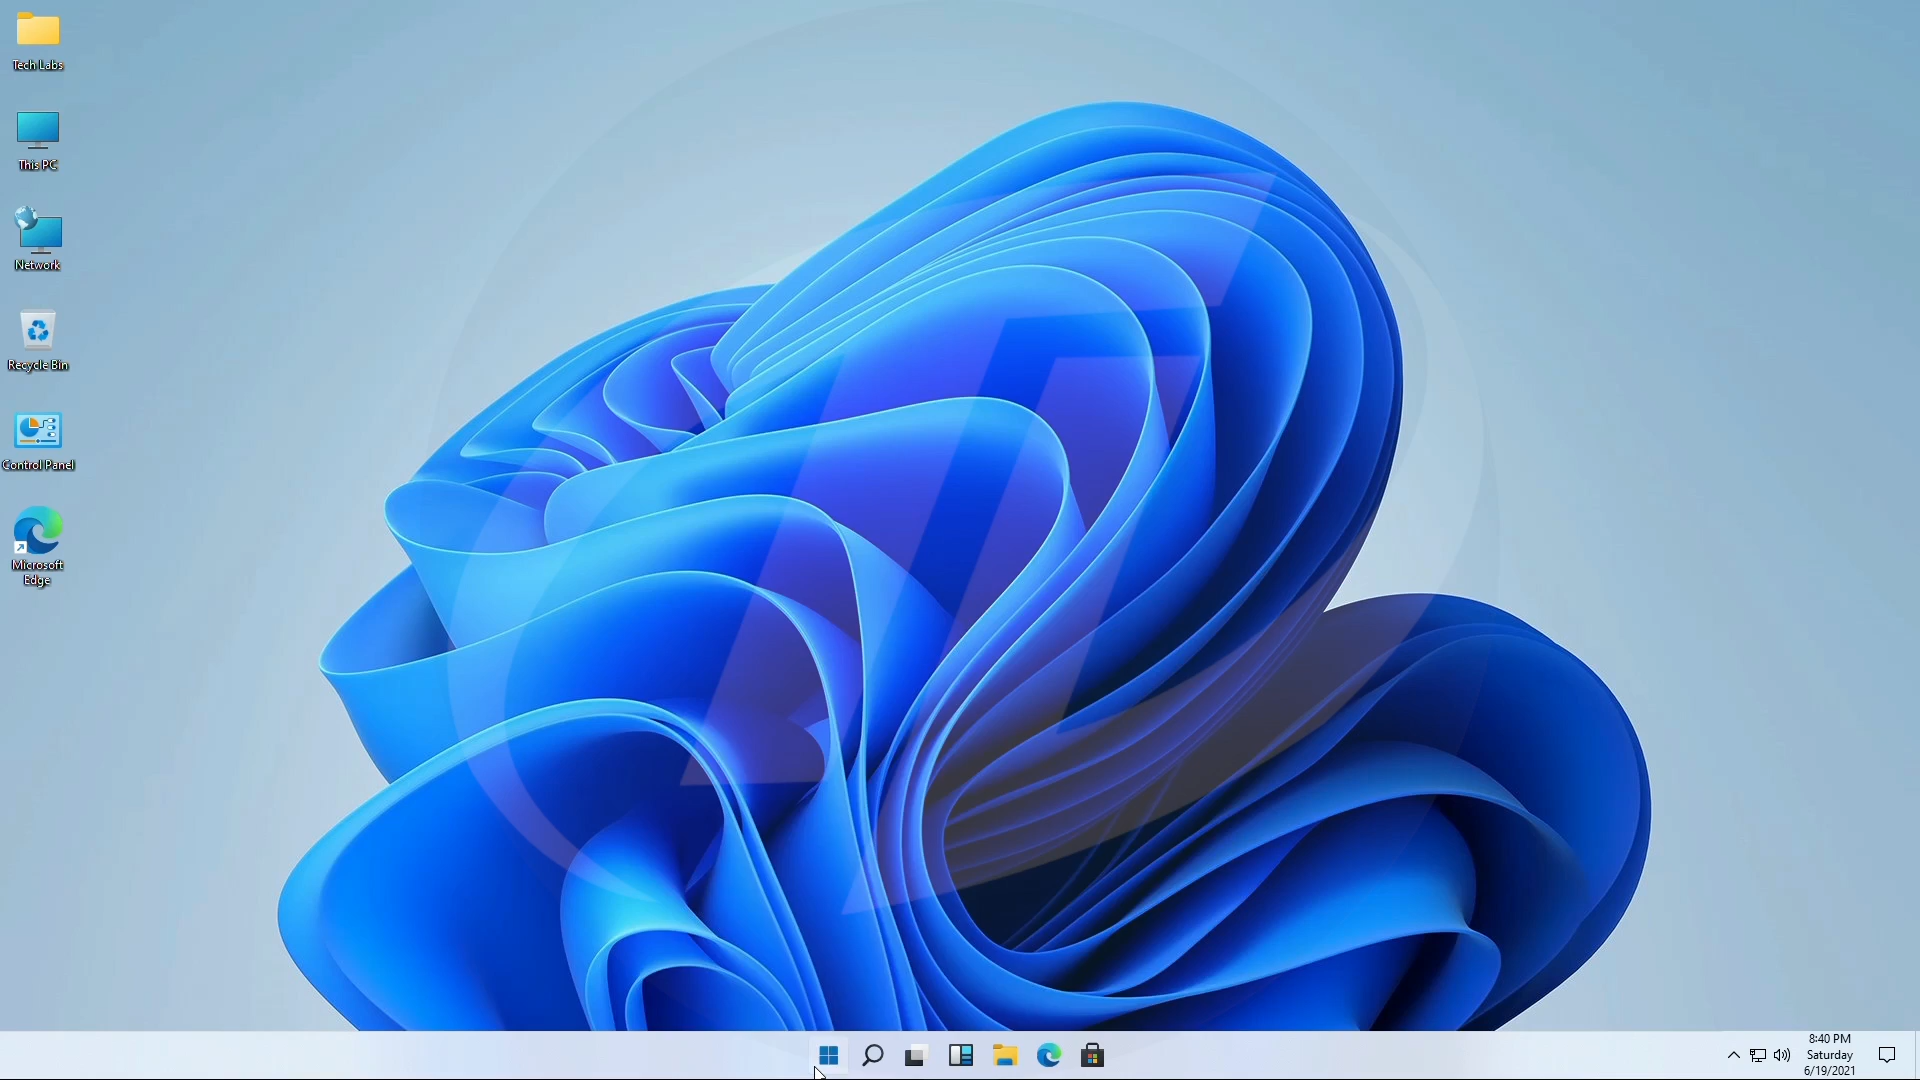 Tech Labs
This PC
Network
Recycle Bin
Control Panel
Microsoft
Edge
8:40 PM
Saturday
6/19/2021